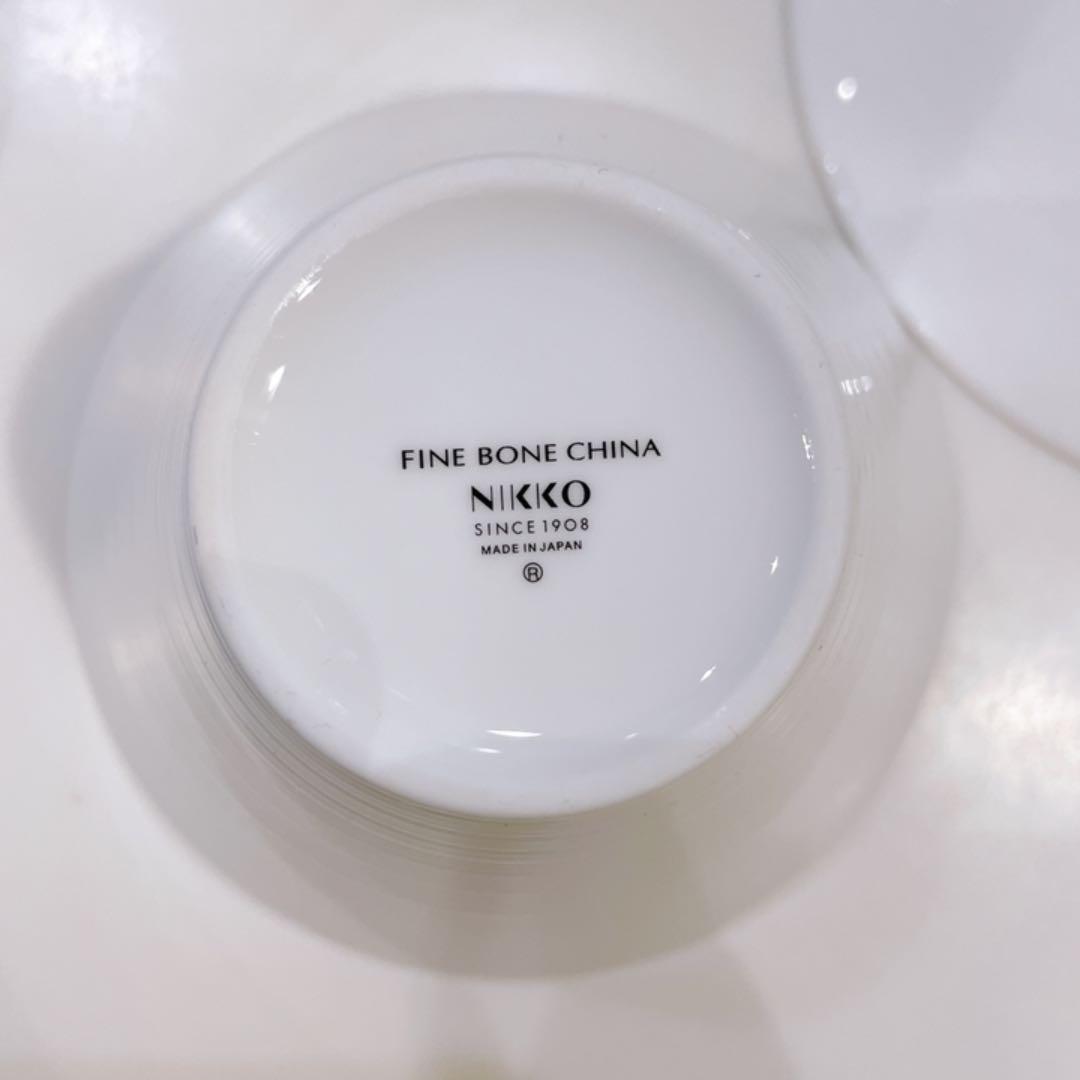 FINE BONE CHINA
NIKKO
SINCE 1908
MADE IN JAPAN
®